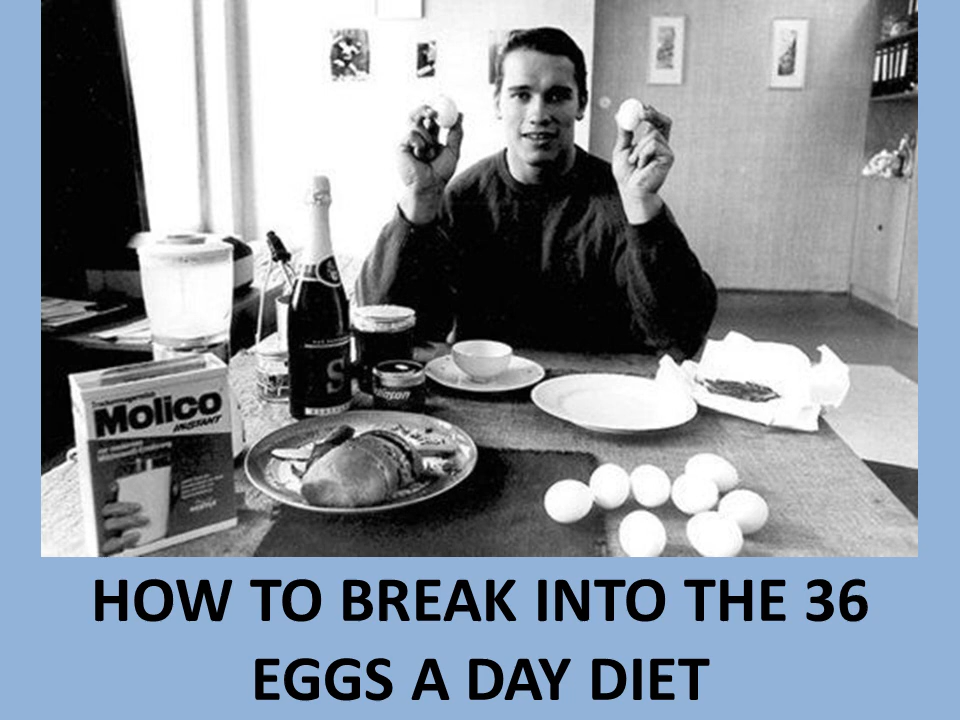 Molico
INSTANT
S
HOW TO BREAK INTO THE 36
EGGS A DAY DIET